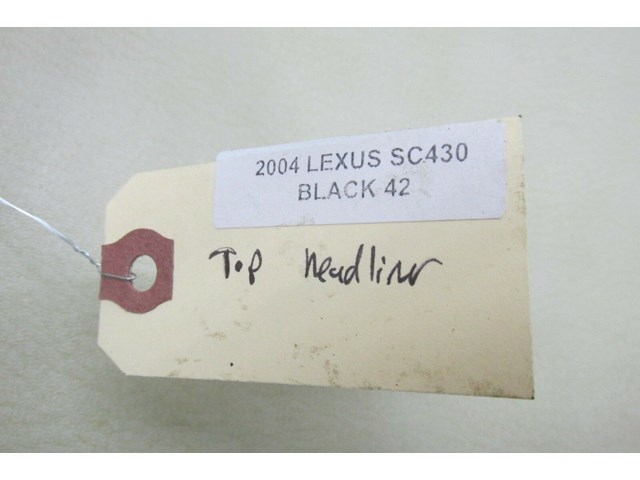 2004 LEXUS SC430
BLACK 42
Top headliner